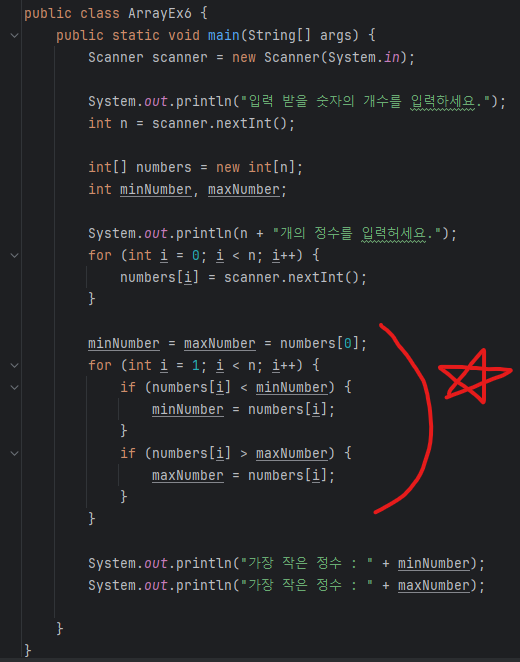 public class ArrayEx6 {
public static void main(String[] args) {
Scanner scanner = new Scanner(System.in);
System.out.println("입력 받을 숫자의 개수를 입력하세요.");
int n = scanner.nextInt();
int[] numbers = new int[n];
int minNumber, maxNumber;
System.out.println(n + "개의 정수를 입력허세요.");
for (int i = 0; i < n; i++) {
numbers[i] = scanner.nextInt();
}
minNumber = maxNumber = numbers[0];
for (int i = 1; i < n; i++) {
if (numbers[i] < minNumber) {
minNumber = numbers[i];
}
if (numbers[i] > maxNumber) {
maxNumber = numbers[i];
}
}
System.out.println("가장 작은 정수 : " + minNumber);
System.out.println("가장 작은 정수 : " + maxNumber);
}
}